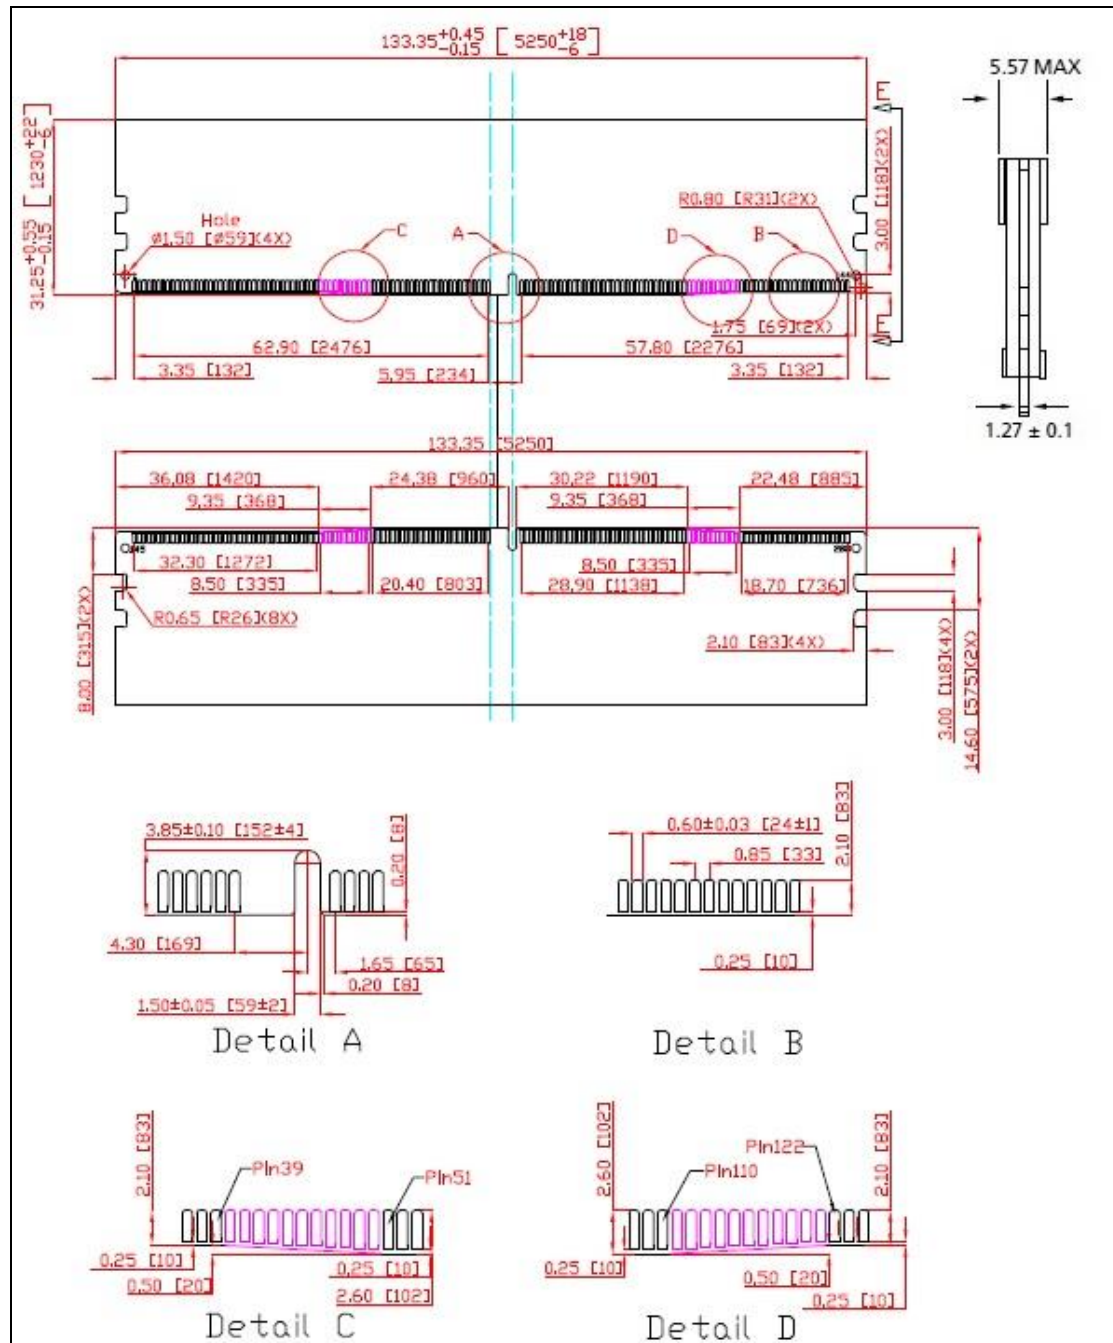 133.35 +0.45 -0.15 [ 5250 +18 -6 ]
5.57 MAX
E
31.25 +0.55 -0.15 [ 1230 +22 -6 ]
3.00 [118](2X)
R0.80 [R31](2X)
Hole
Ø1.50 [Ø59](4X)
C
A
D
B
1.75 [69](2X)
E
62.90 [2476]
57.80 [2276]
3.35 [132]
5.95 [234]
3.35 [132]
1.27 ± 0.1
133.35 [5250]
36.08 [1420]
24.38 [960]
30.22 [1190]
22.48 [885]
9.35 [368]
9.35 [368]
32.30 [1272]
8.50 [335]
8.50 [335]
20.40 [803]
28.90 [1138]
18.70 [736]
R0.65 [R26](8X)
2.10 [83](4X)
8.00 [315](2X)
3.00 [118](4X)
14.60 [575](2X)
3.85±0.10 [152±4]
0.20 [8]
4.30 [169]
1.65 [65]
0.20 [8]
1.50±0.05 [59±2]
Detail A
0.60±0.03 [24±1]
2.10 [83]
0.85 [33]
0.25 [10]
Detail B
2.10 [83]
Pin39
Pin51
0.25 [10]
0.25 [10]
0.50 [20]
2.60 [102]
Detail C
2.60 [102]
Pin122
2.10 [83]
Pin110
0.25 [10]
0.50 [20]
0.25 [10]
Detail D